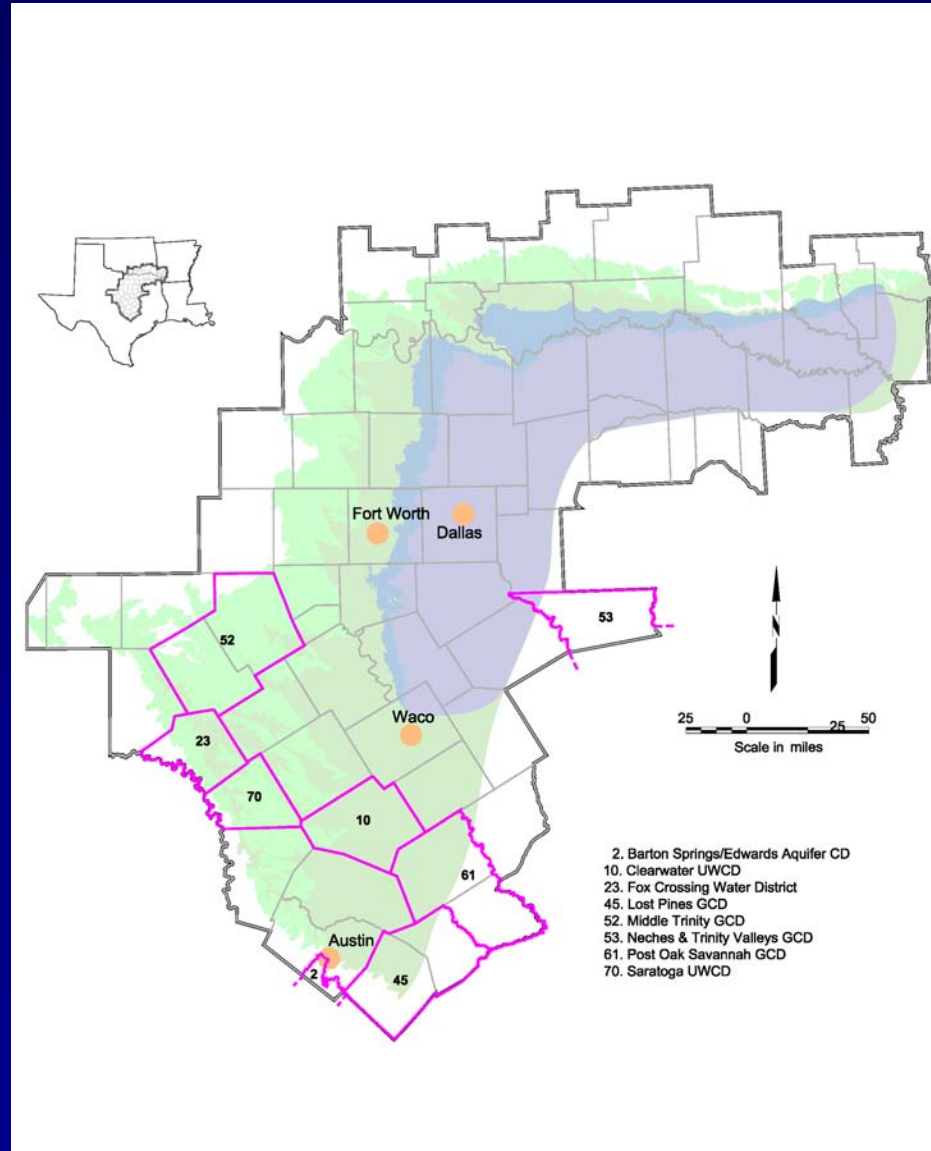 Fort Worth
Dallas
53
52
N
Waco
25 0 25 50
Scale in miles
23
70
10
61
2. Barton Springs/Edwards Aquifer CD
10. Clearwater UWCD
23. Fox Crossing Water District
45. Lost Pines GCD
52. Middle Trinity GCD
53. Neches & Trinity Valleys GCD
61. Post Oak Savannah GCD
70. Saratoga UWCD
Austin
2
45